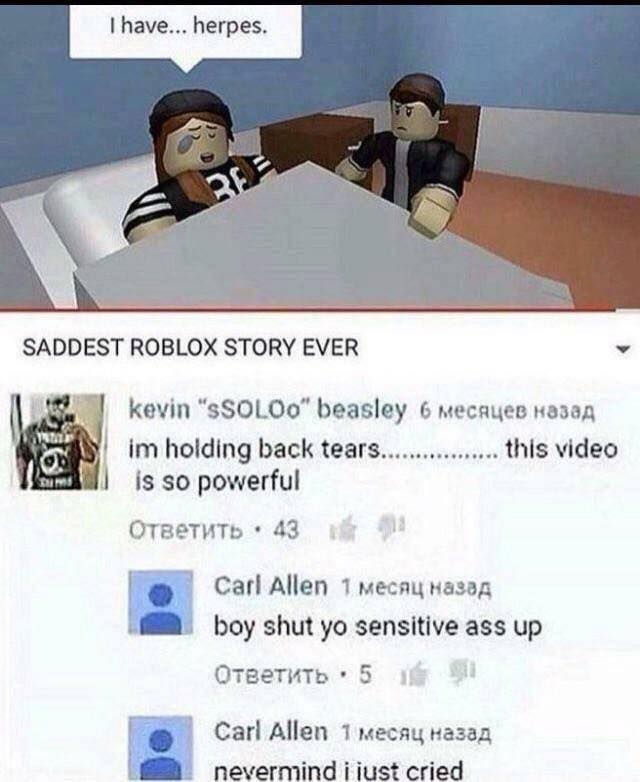 I have... herpes.
SADDEST ROBLOX STORY EVER
kevin "sSOLOo" beasley 6 месяцев назад
im holding back tears................. this video
is so powerful
Ответить · 43
Carl Allen 1 месяц назад
boy shut yo sensitive ass up
Ответить · 5
Carl Allen 1 месяц назад
nevermind i just cried